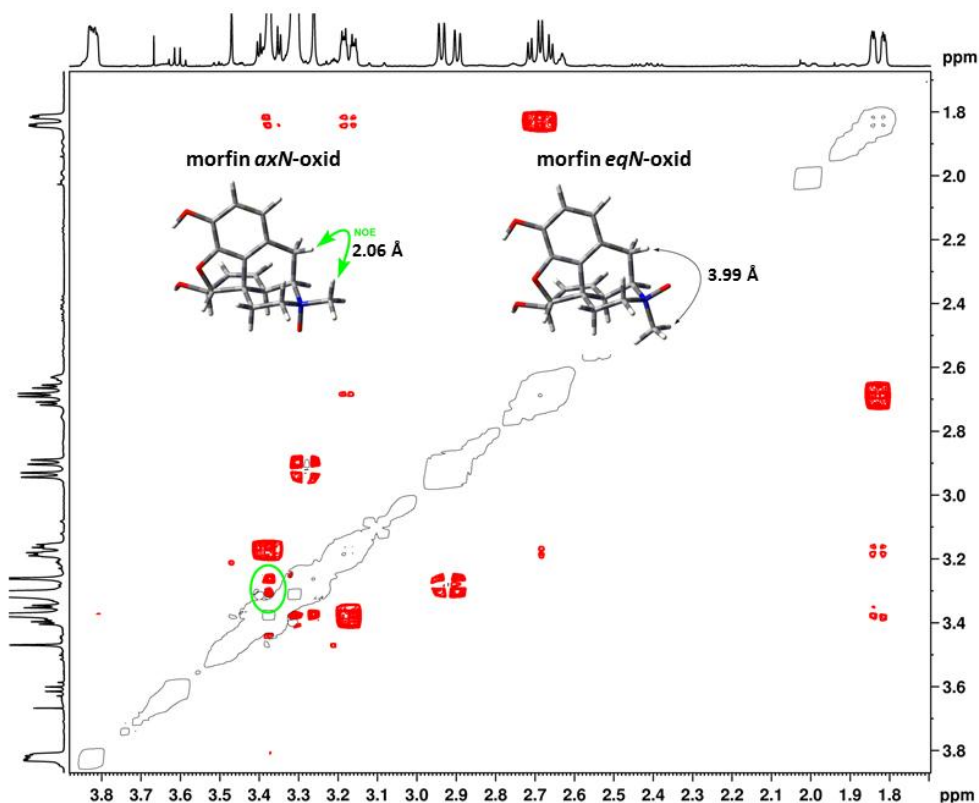 ppm
morfin axN-oxid
morfin eqN-oxid
NOE
2.06 Å
3.99 Å
1.8
2.0
2.2
2.4
2.6
2.8
3.0
3.2
3.4
3.6
3.8
3.8 3.7 3.6 3.5 3.4 3.3 3.2 3.1 3.0 2.9 2.8 2.7 2.6 2.5 2.4 2.3 2.2 2.1 2.0 1.9 1.8 ppm